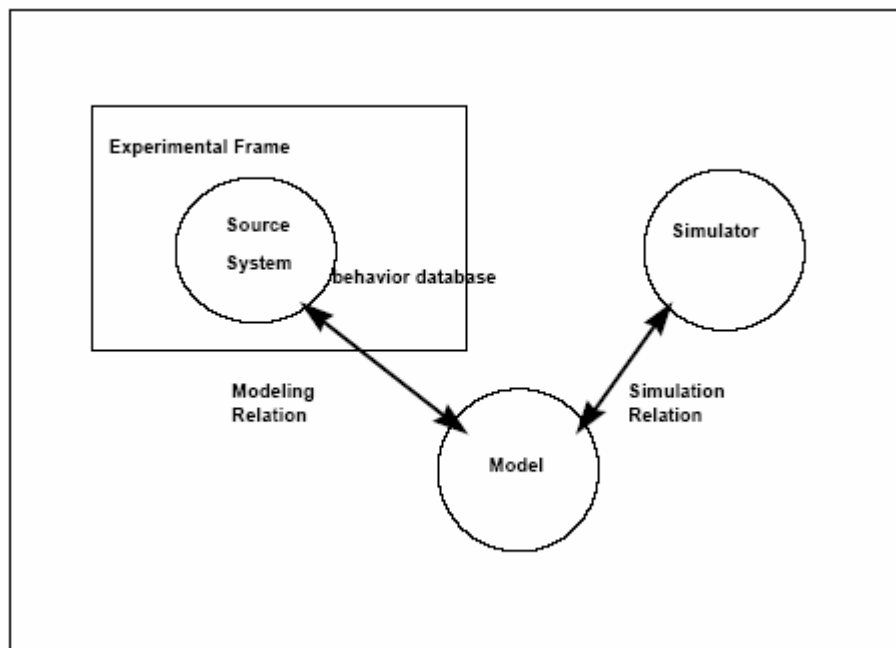 Experimental Frame
Source
System
behavior database
Simulator
Modeling
Relation
Simulation
Relation
Model